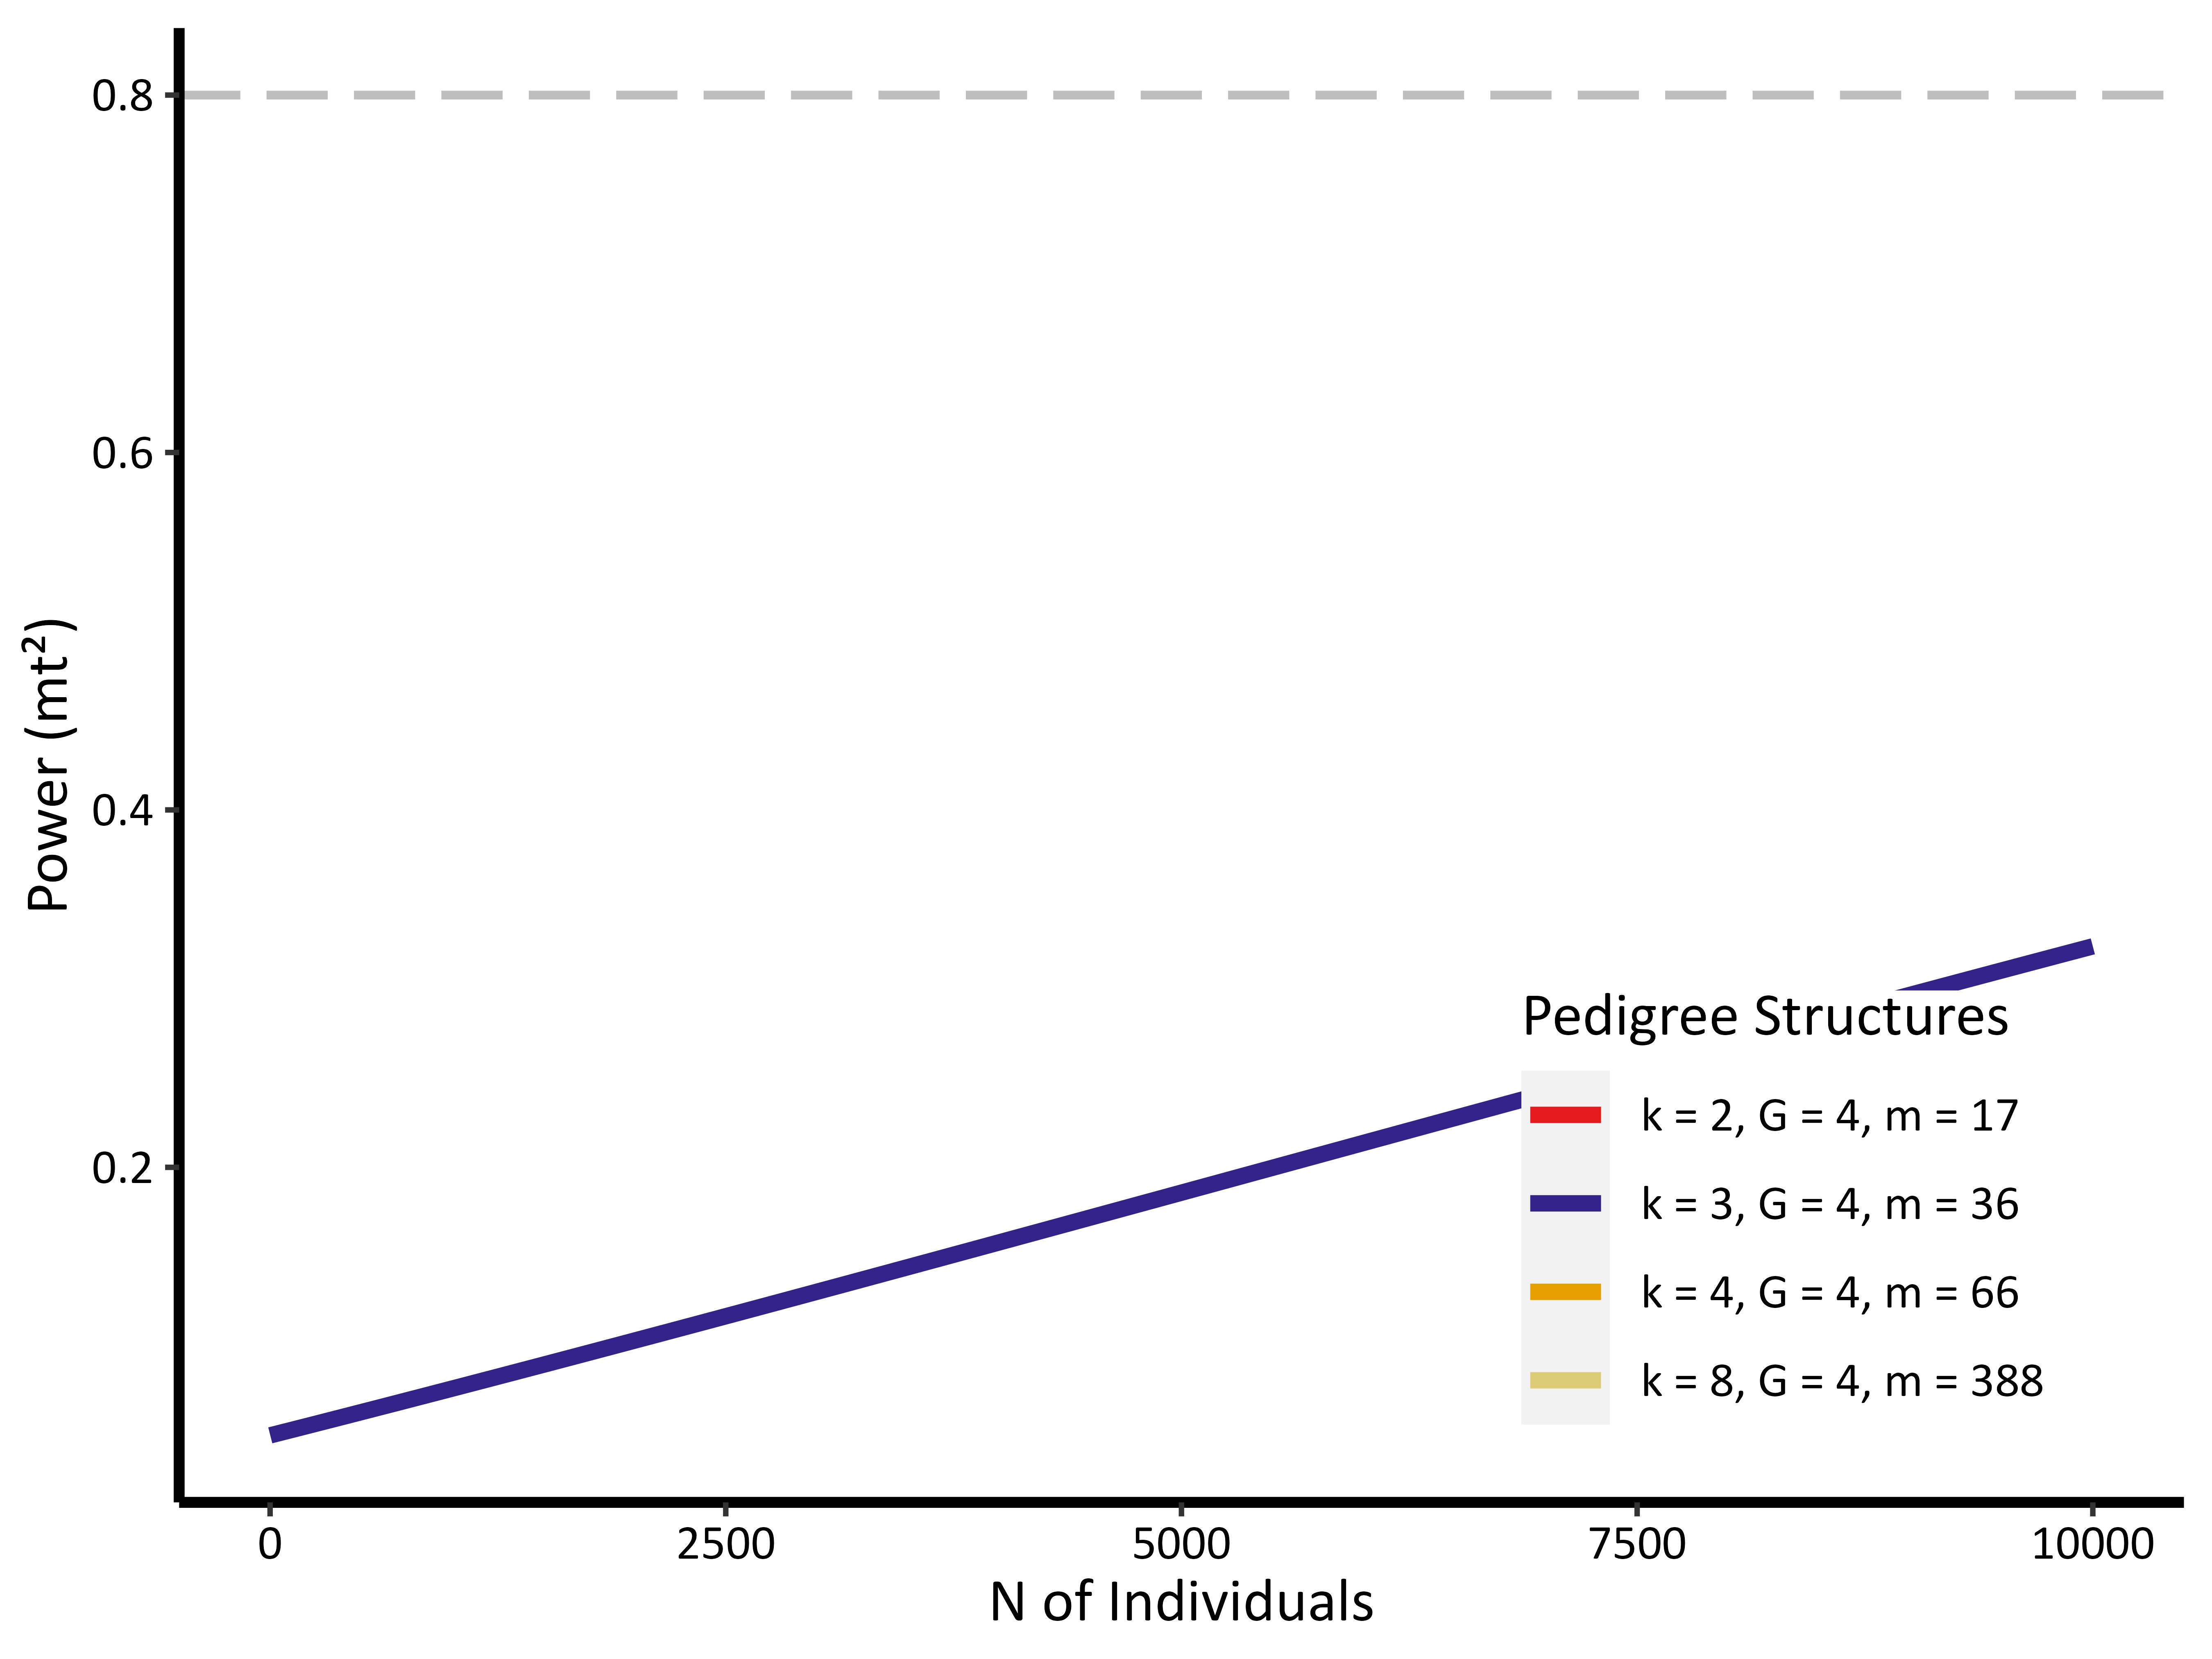 0.8
0.6
0.4
0.2
Power (mt²)
0
2500
5000
7500
10000
N of Individuals
Pedigree Structures
k = 2, G = 4, m = 17
k = 3, G = 4, m = 36
k = 4, G = 4, m = 66
k = 8, G = 4, m = 388